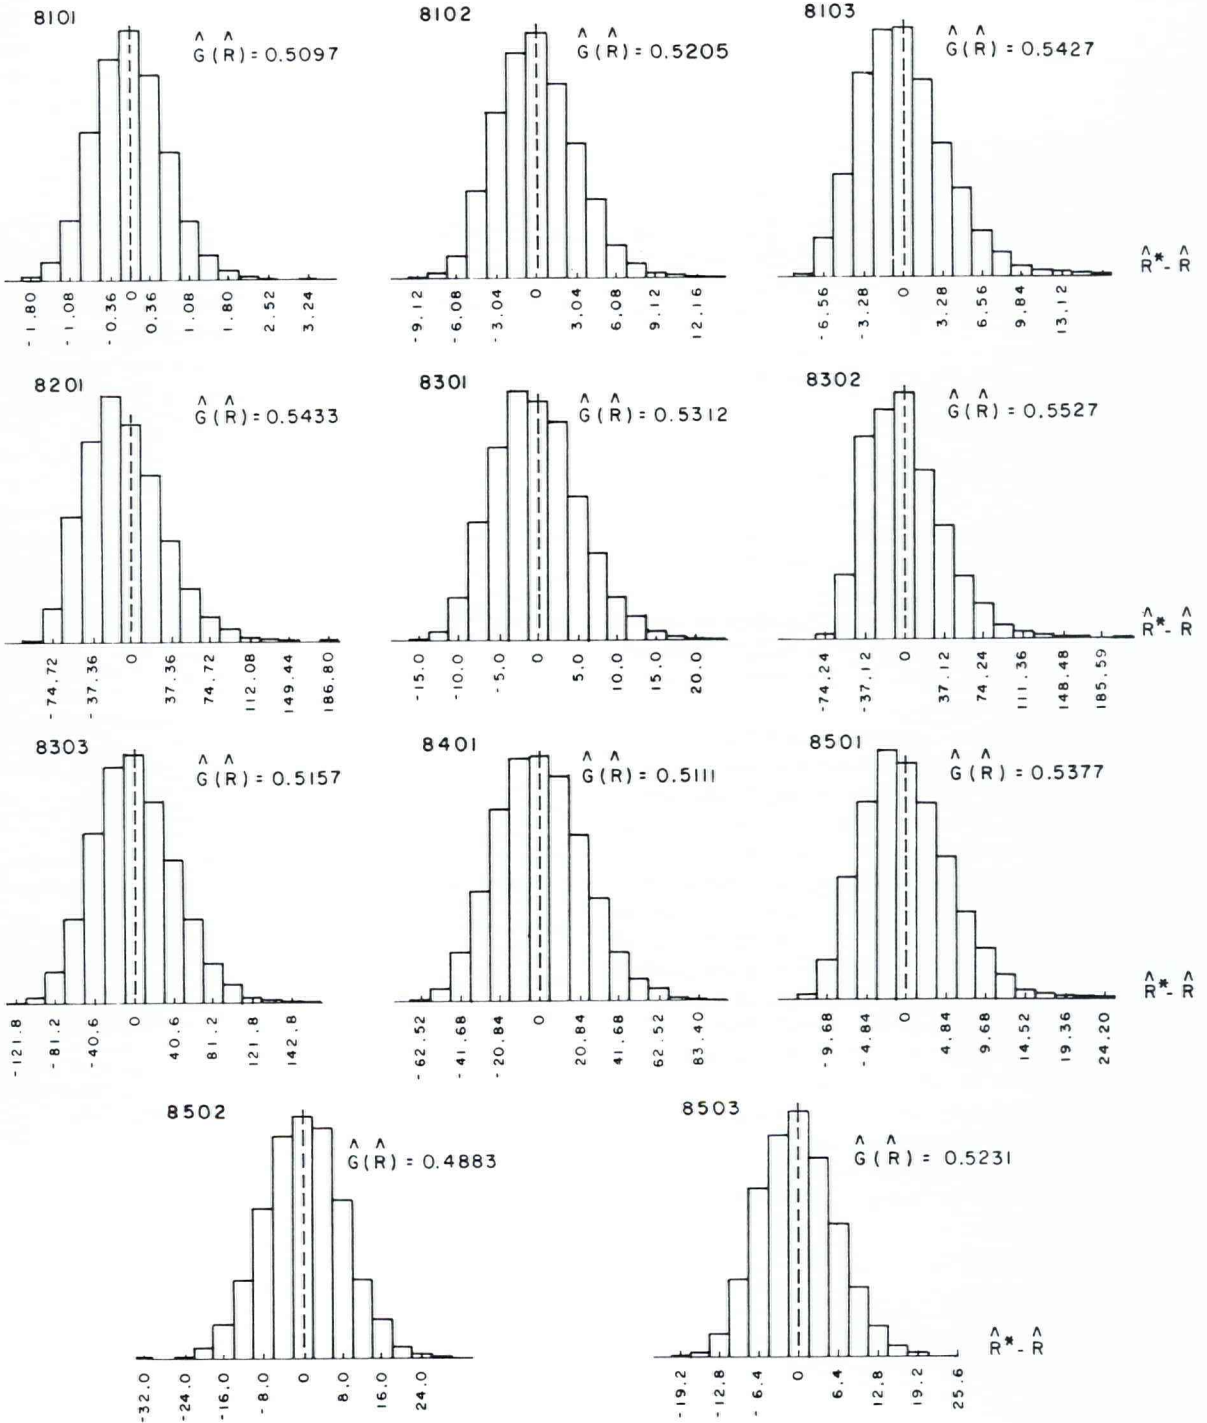 8101
Ĝ(R̂) = 0.5097
-1.80 -1.08 -0.36 0 0.36 1.08 1.80 2.52 3.24
8102
Ĝ(R̂) = 0.5205
-9.12 -6.08 -3.04 0 3.04 6.08 9.12 12.16
8103
Ĝ(R̂) = 0.5427
-6.56 -3.28 0 3.28 6.56 9.84 13.12
R̂*-R̂
8201
Ĝ(R̂) = 0.5433
-74.72 -37.36 0 37.36 74.72 112.08 149.44 186.80
8301
Ĝ(R̂) = 0.5312
-15.0 -10.0 -5.0 0 5.0 10.0 15.0 20.0
8302
Ĝ(R̂) = 0.5527
-74.24 -37.12 0 37.12 74.24 111.36 148.48 185.59
R̂*-R̂
8303
Ĝ(R̂) = 0.5157
-121.8 -81.2 -40.6 0 40.6 81.2 121.8 142.8
8401
Ĝ(R̂) = 0.5111
-62.52 -41.68 -20.84 0 20.84 41.68 62.52 83.40
8501
Ĝ(R̂) = 0.5377
-9.68 -4.84 0 4.84 9.68 14.52 19.36 24.20
R̂*-R̂
8502
Ĝ(R̂) = 0.4883
-32.0 -24.0 -16.0 -8.0 0 8.0 16.0 24.0
8503
Ĝ(R̂) = 0.5231
-19.2 -12.8 -6.4 0 6.4 12.8 19.2 25.6
R̂*-R̂